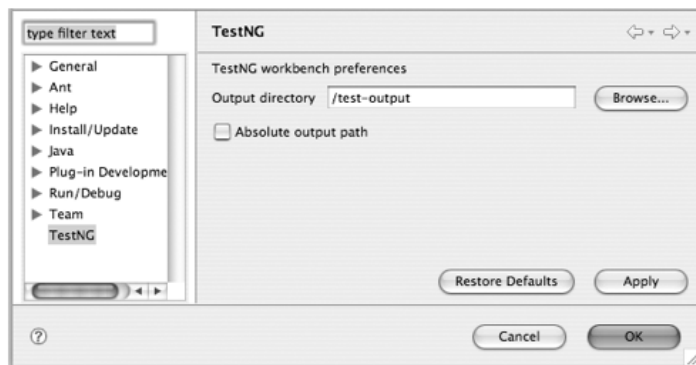 type filter text
General
Ant
Help
Install/Update
Java
Plug-in Developme
Run/Debug
Team
TestNG
TestNG
TestNG workbench preferences
Output directory /test-output Browse...
Absolute output path
Restore Defaults Apply
? Cancel OK